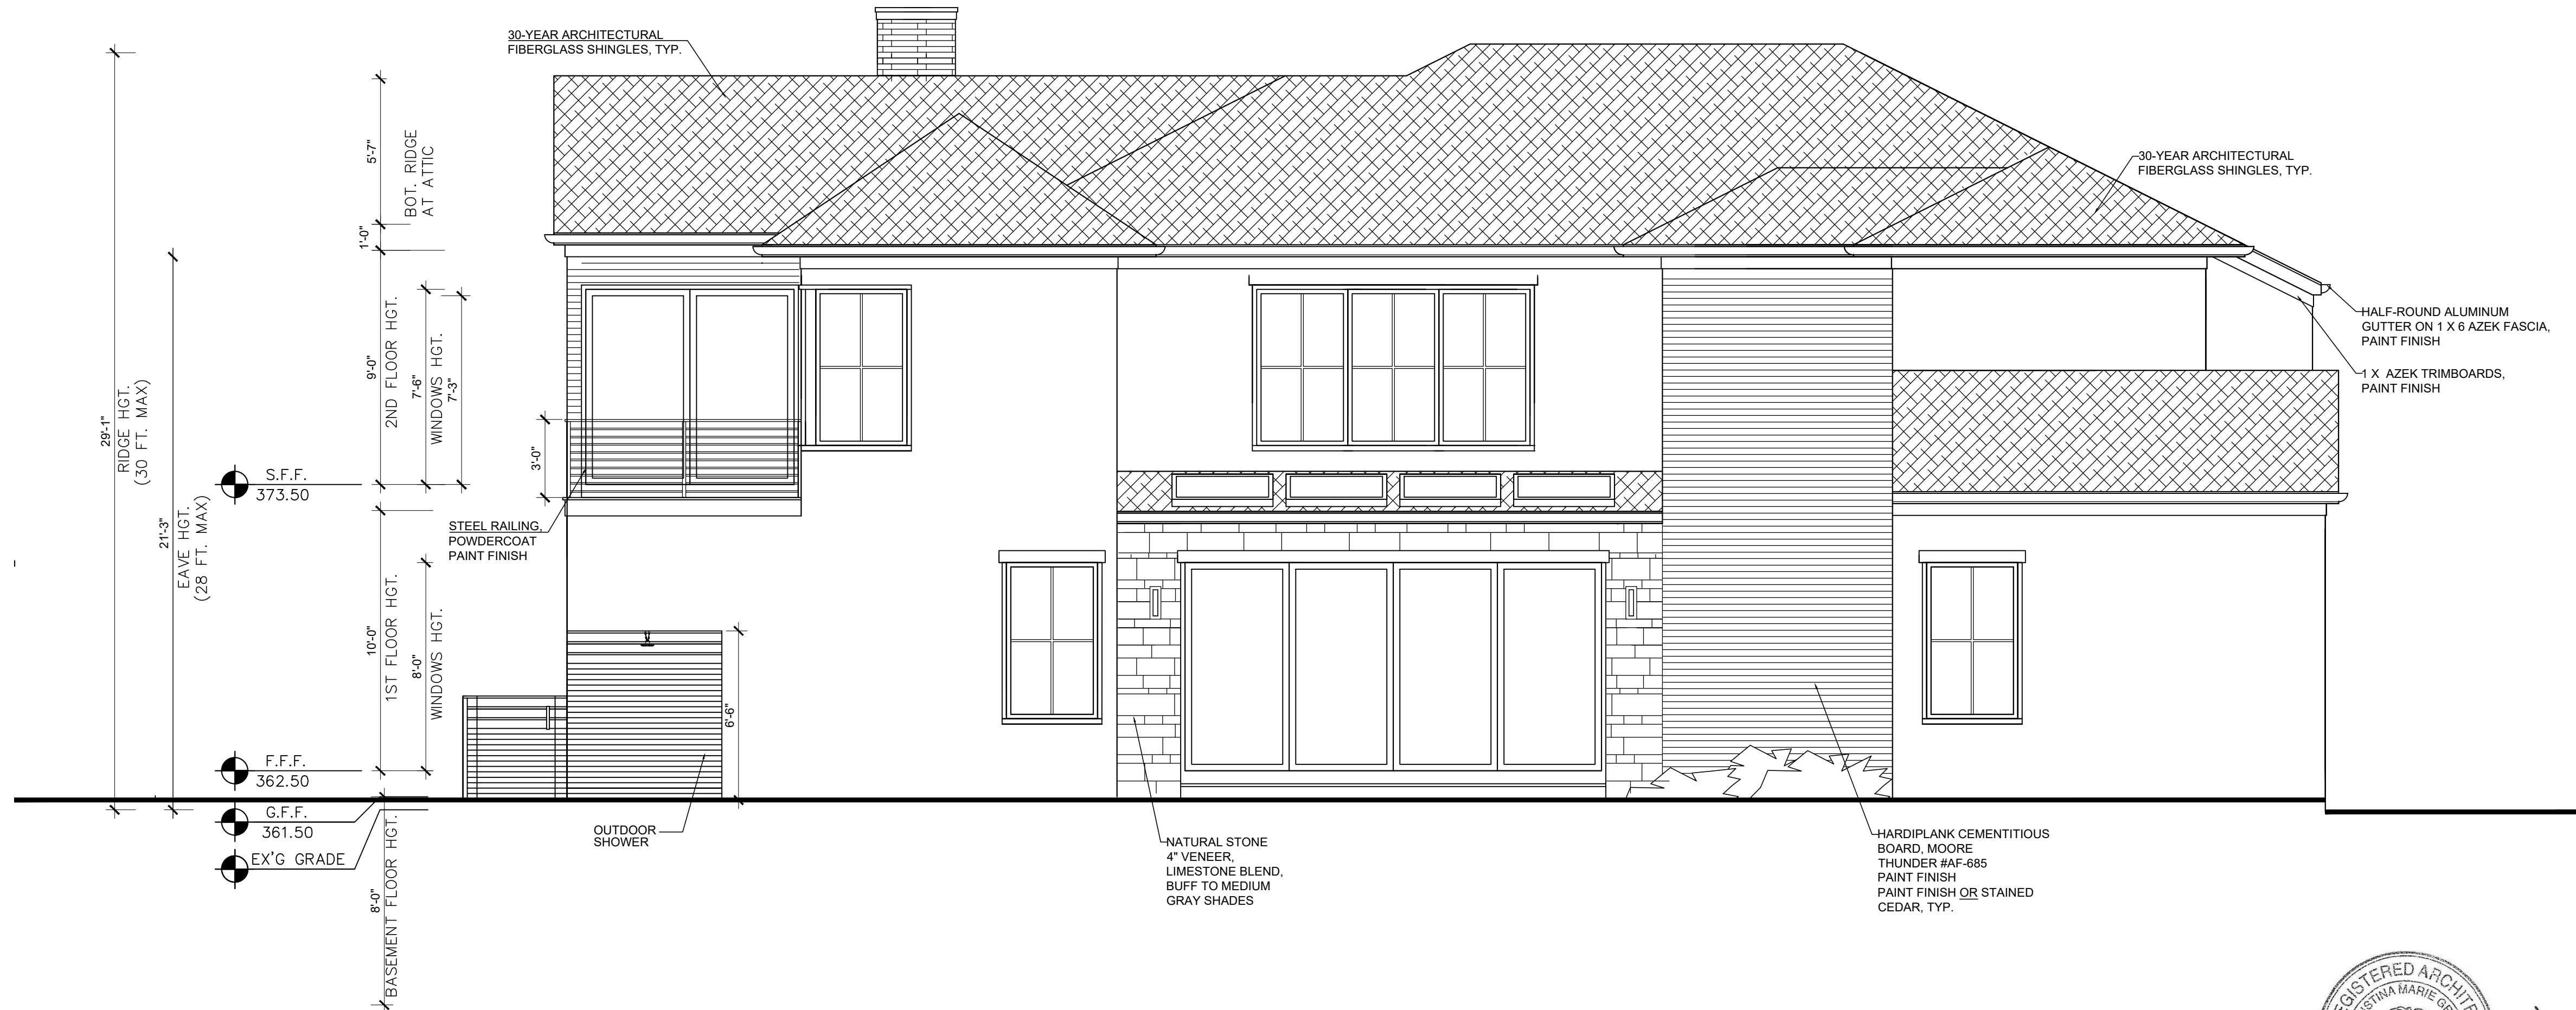 30-YEAR ARCHITECTURAL
FIBERGLASS SHINGLES, TYP.
30-YEAR ARCHITECTURAL
FIBERGLASS SHINGLES, TYP.
HALF-ROUND ALUMINUM
GUTTER ON 1 X 6 AZEK FASCIA,
PAINT FINISH
1 X  AZEK TRIMBOARDS,
PAINT FINISH
29'-1"
RIDGE HGT.
(30 FT. MAX)
21'-3"
EAVE HGT.
(28 FT. MAX)
5'-7"
BOT. RIDGE
AT ATTIC
1'-0"
9'-0"
2ND FLOOR HGT.
7'-6"
WINDOWS HGT.
7'-3"
3'-0"
S.F.F.
373.50
STEEL RAILING,
POWDERCOAT
PAINT FINISH
10'-0"
1ST FLOOR HGT.
8'-0"
WINDOWS HGT.
6'-6"
F.F.F.
362.50
G.F.F.
361.50
EX'G GRADE
8'-0"
BASEMENT FLOOR HGT.
OUTDOOR
SHOWER
NATURAL STONE
4" VENEER,
LIMESTONE BLEND,
BUFF TO MEDIUM
GRAY SHADES
HARDIPLANK CEMENTITIOUS
BOARD, MOORE
THUNDER #AF-685
PAINT FINISH
PAINT FINISH OR STAINED
CEDAR, TYP.
MARIE